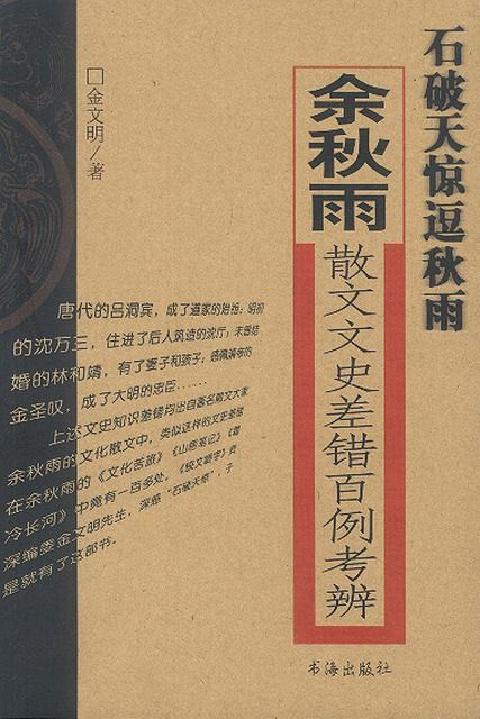 石破天惊逗秋雨
余秋雨
散文文史差错百例考辨
□金文明/著
唐代的吕洞宾，成了道家的始祖；明初
的沈万三，住进了后人筑造的沈厅；未曾结
婚的林和靖，有了妻子和孩子；
金圣叹，成了大明的忠臣……
上述文史知识差错均出自著名散文大家
余秋雨的文化散文中，类似这样的文史差错
在余秋雨的《文化苦旅》《山居笔记》《霜
冷长河》中竟有一百多处，《咬文嚼字》资
深编委金文明先生，深感“石破天惊”，于
是就有了这部书。
书海出版社